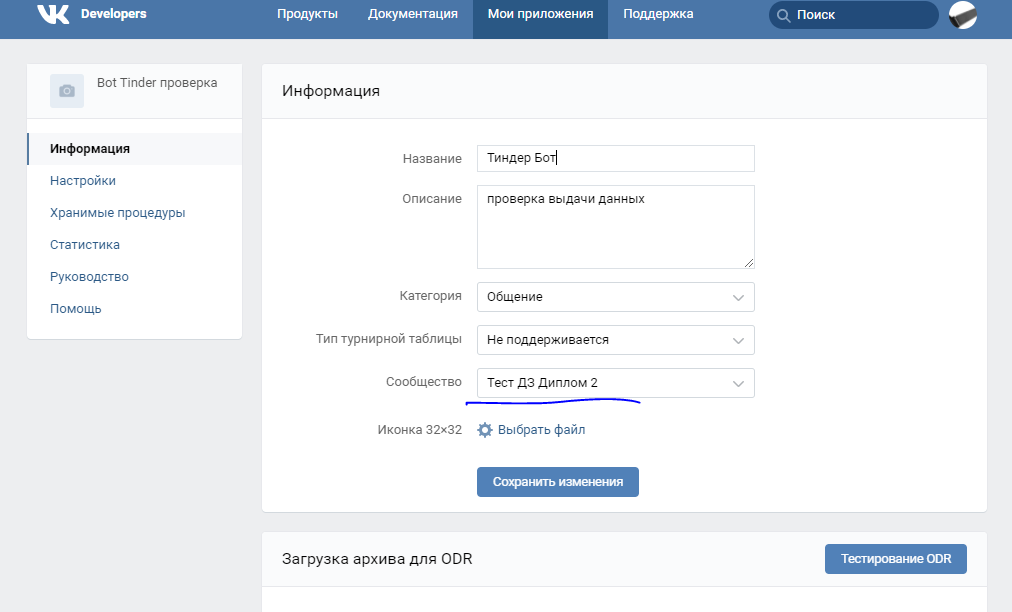 Developers
Продукты Документация Мои приложения Поддержка Поиск
Bot Tinder проверка
Информация
Настройки
Хранимые процедуры
Статистика
Руководство
Помощь
Информация
Название Тиндер Бот
Описание проверка выдачи данных
Категория Общение
Тип турнирной таблицы Не поддерживается
Сообщество Тест ДЗ Диплом 2
Иконка 32×32 Выбрать файл
Сохранить изменения
Загрузка архива для ODR Тестирование ODR